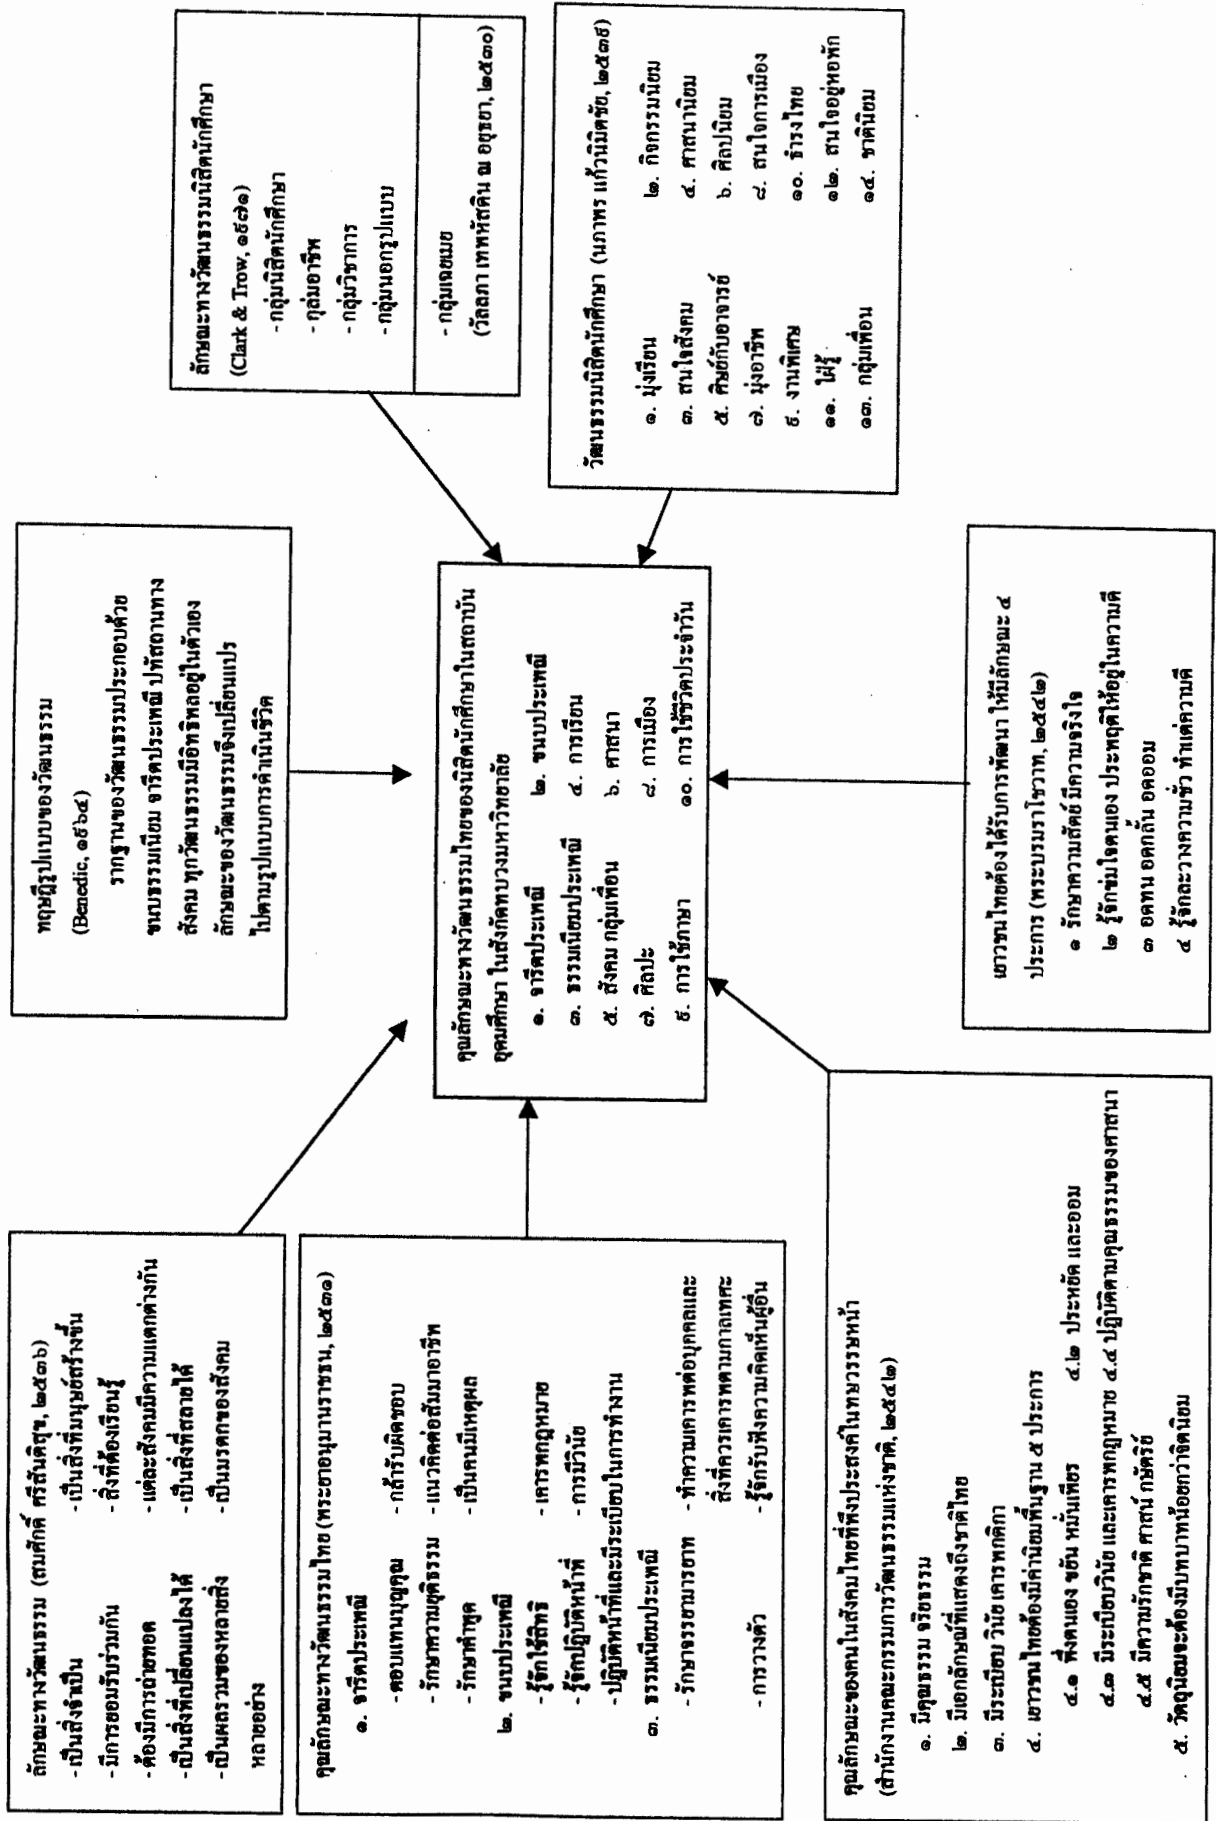 ลักษณะทางวัฒนธรรม (สมศักดิ์ ศรีสันติสุข, ๒๕๓๖)
- เป็นสิ่งจำเป็น - เป็นสิ่งที่มนุษย์สร้างขึ้น
- มีการยอมรับร่วมกัน - สิ่งที่ต้องเรียนรู้
- ต้องมีการถ่ายทอด - แต่ละสังคมมีความแตกต่างกัน
- เป็นสิ่งที่เปลี่ยนแปลงได้ - เป็นสิ่งที่สลายได้
- เป็นผลรวมของหลายสิ่ง - เป็นมรดกของสังคม
หลายอย่าง
ทฤษฎีรูปแบบของวัฒนธรรม
(Benedic, ๑๙๖๔)
รากฐานของวัฒนธรรมประกอบด้วย
ขนบธรรมเนียม จารีตประเพณี ปทัสถานทาง
สังคม ทุกวัฒนธรรมมีอิทธิพลอยู่ในตัวเอง
ลักษณะของวัฒนธรรมจึงเปลี่ยนแปร
ไปตามรูปแบบการดำเนินชีวิต
ลักษณะทางวัฒนธรรมนิสิตนักศึกษา
(Clark & Trow, ๑๙๗๑)
- กลุ่มนิสิตนักศึกษา
- กุลุ่มอาชีพ
- กลุ่มวิชาการ
- กลุ่มนอกรูปแบบ
- กลุ่มเฉยเมย
(วัลลภา เทพหัสดิน ณ อยุธยา, ๒๕๓๐)
คุณลักษณะทางวัฒนธรรมไทย (พระยาอนุมานราชธน, ๒๕๓๑)
๑. จารีตประเพณี
- ตอบแทนบุญคุณ - กล้ารับผิดชอบ
- รักษาความยุติธรรม - แนวคิดต่อสัมมาอาชีพ
- รักษาคำพูด - เป็นคนมีเหตุผล
๒. ขนบประเพณี
- รู้จักใช้สิทธิ - เคารพกฎหมาย
- รู้จักปฏิบัติหน้าที่ - การมีวินัย
- ปฏิบัติหน้าที่และมีระเบียบในการทำงาน
๓. ธรรมเนียมประเพณี
- รักษาจรรยามารยาท - ทำความเคารพต่อบุคคลและ
สิ่งที่ควรเคารพตามกาลเทศะ
- การวางตัว - รู้จักรับฟังความคิดเห็นผู้อื่น
คุณลักษณะทางวัฒนธรรมไทยของนิสิตนักศึกษาในสถาบัน
อุดมศึกษา ในสังกัดทบวงมหาวิทยาลัย
๑. จารีตประเพณี ๒. ขนบประเพณี
๓. ธรรมเนียมประเพณี ๔. การเรียน
๕. สังคม กลุ่มเพื่อน ๖. ศาสนา
๗. ศิลปะ ๘. การเมือง
๙. การใช้ภาษา ๑๐. การใช้ชีวิตประจำวัน
วัฒนธรรมนิสิตนักศึกษา (นภาพร แก้วนิมิตชัย, ๒๕๓๙)
๑. มุ่งเรียน ๒. กิจกรรมนิยม
๓. สนใจสังคม ๔. ศาสนานิยม
๕. ศิษย์กับอาจารย์ ๖. ศิลปนิยม
๗. มุ่งอาชีพ ๘. สนใจการเมือง
๙. งานพิเศษ ๑๐. ธำรงไทย
๑๑. ใฝ่รู้ ๑๒. สนใจอยู่หอพัก
๑๓. กลุ่มเพื่อน ๑๔. ชาตินิยม
คุณลักษณะของคนในสังคมไทยที่พึงประสงค์ในทศวรรษหน้า
(สำนักงานคณะกรรมการวัฒนธรรมแห่งชาติ, ๒๕๔๒)
๑. มีคุณธรรม จริยธรรม
๒. มีเอกลักษณ์ที่แสดงถึงชาติไทย
๓. มีระเบียบ วินัย เคารพกติกา
๔. เยาวชนไทยต้องมีค่านิยมพื้นฐาน ๕ ประการ
๔.๑ พึ่งตนเอง ขยัน หมั่นเพียร ๔.๒ ประหยัด และออม
๔.๓ มีระเบียบวินัย และเคารพกฎหมาย ๔.๔ ปฏิบัติตามคุณธรรมของศาสนา
๔.๕ มีความรักชาติ ศาสน์ กษัตริย์
๕. วัตถุนิยมจะต้องมีบทบาทน้อยกว่าจิตนิยม
เยาวชนไทยต้องได้รับการพัฒนา ให้มีลักษณะ ๔
ประการ (พระบรมราโชวาท, ๒๕๔๒)
๑ รักษาความสัตย์ มีความจริงใจ
๒ รู้จักข่มใจตนเอง ประพฤติให้อยู่ในความดี
๓ อดทน อดกลั้น อดออม
๔ รู้จักละวางความชั่ว ทำแต่ความดี